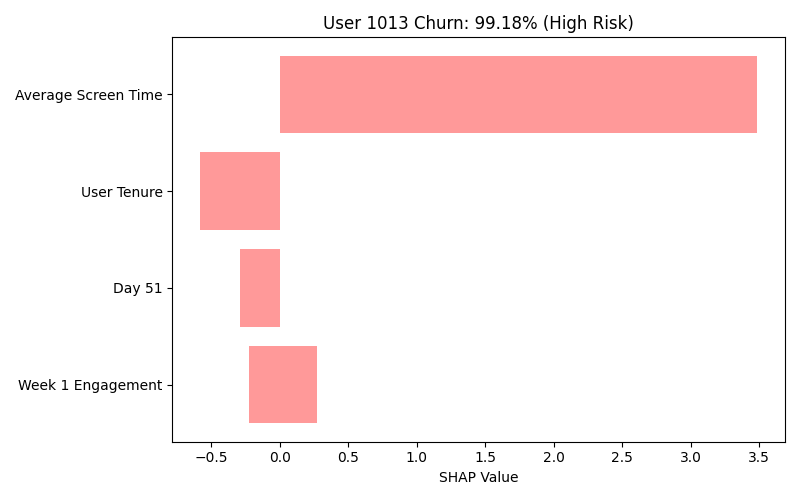 User 1013 Churn: 99.18% (High Risk)
Average Screen Time
User Tenure
Day 51
Week 1 Engagement
−0.5 0.0 0.5 1.0 1.5 2.0 2.5 3.0 3.5
SHAP Value